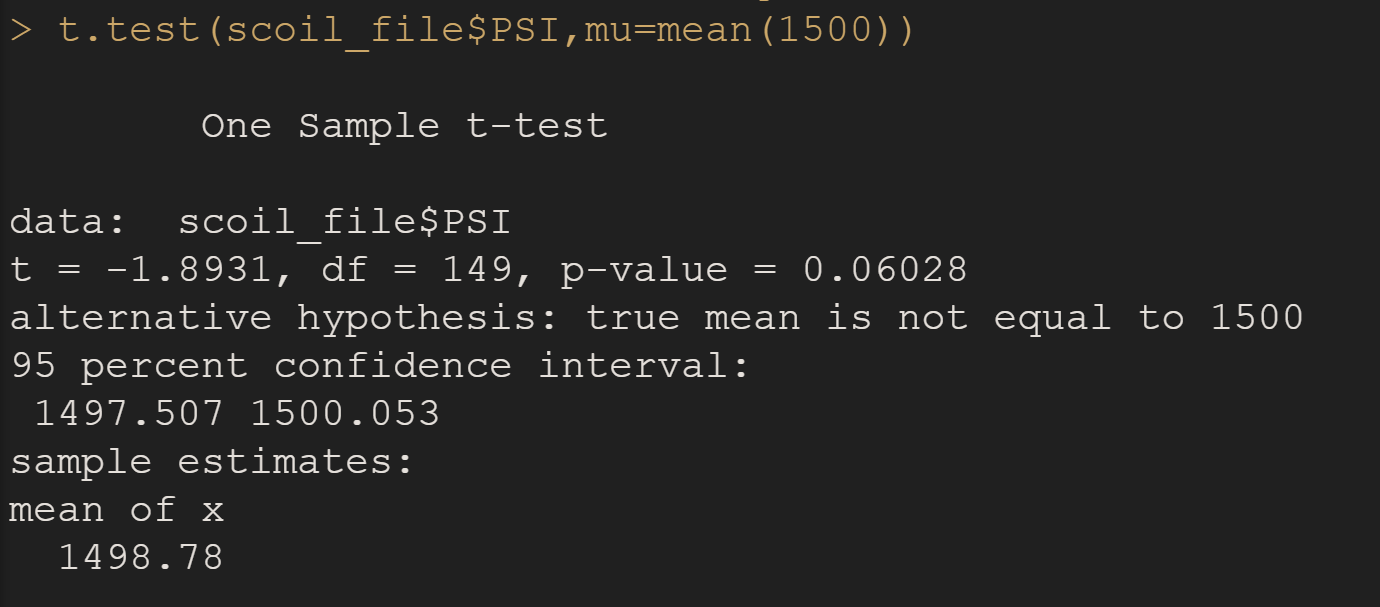 > t.test(scoil_file$PSI,mu=mean(1500))
One Sample t-test
data:  scoil_file$PSI
t = -1.8931, df = 149, p-value = 0.06028
alternative hypothesis: true mean is not equal to 1500
95 percent confidence interval:
 1497.507 1500.053
sample estimates:
mean of x
  1498.78